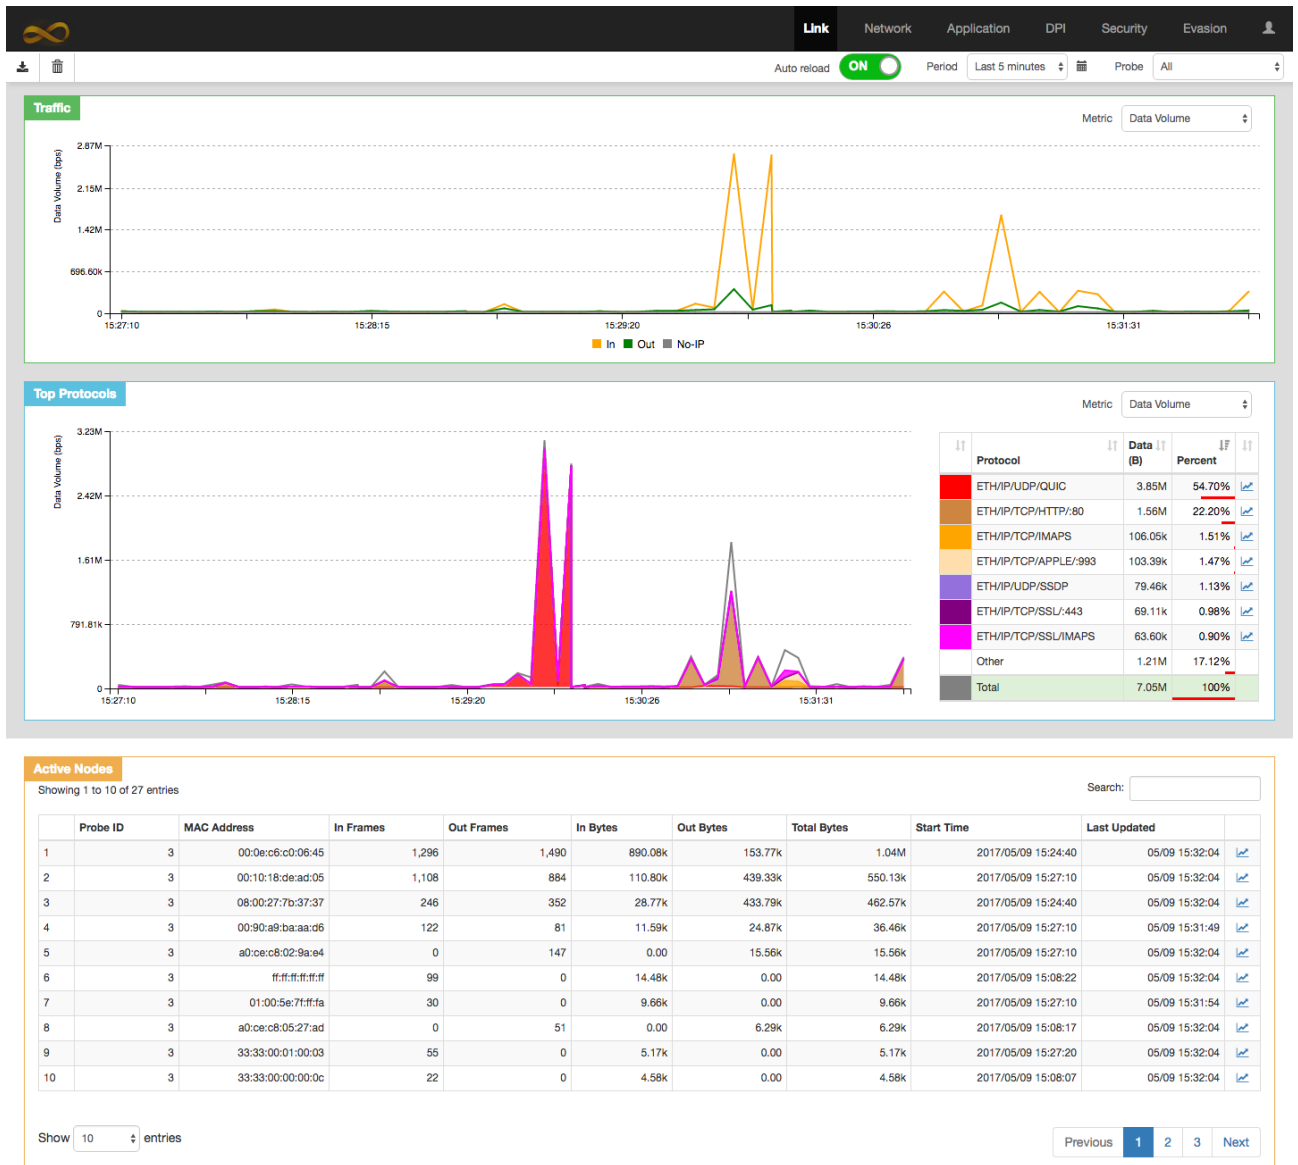 Link Network Application DPI Security Evasion
Auto reload ON Period Last 5 minutes Probe All
Traffic
Metric Data Volume
Data Volume (bps)
2.87M
2.15M
1.42M
696.60k
0
15:27:10 15:28:15 15:29:20 15:30:26 15:31:31
In Out No-IP
Top Protocols
Metric Data Volume
Data Volume (bps)
3.23M
2.42M
1.61M
791.81k
0
15:27:10 15:28:15 15:29:20 15:30:26 15:31:31
Protocol Data (B) Percent
ETH/IP/UDP/QUIC 3.85M 54.70%
ETH/IP/TCP/HTTP/:80 1.56M 22.20%
ETH/IP/TCP/IMAPS 106.05k 1.51%
ETH/IP/TCP/APPLE/:993 103.39k 1.47%
ETH/IP/UDP/SSDP 79.46k 1.13%
ETH/IP/TCP/SSL/:443 69.11k 0.98%
ETH/IP/TCP/SSL/IMAPS 63.60k 0.90%
Other 1.21M 17.12%
Total 7.05M 100%
Active Nodes
Showing 1 to 10 of 27 entries
Search:
Probe ID MAC Address In Frames Out Frames In Bytes Out Bytes Total Bytes Start Time Last Updated
1 3 00:0e:c6:c0:06:45 1,296 1,490 890.08k 153.77k 1.04M 2017/05/09 15:24:40 05/09 15:32:04
2 3 00:10:18:de:ad:05 1,108 884 110.80k 439.33k 550.13k 2017/05/09 15:27:10 05/09 15:32:04
3 3 08:00:27:7b:37:37 246 352 28.77k 433.79k 462.57k 2017/05/09 15:24:40 05/09 15:32:04
4 3 00:90:a9:ba:aa:d6 122 81 11.59k 24.87k 36.46k 2017/05/09 15:27:10 05/09 15:31:49
5 3 a0:ce:c8:02:9a:e4 0 147 0.00 15.56k 15.56k 2017/05/09 15:27:10 05/09 15:32:04
6 3 ff:ff:ff:ff:ff:ff 99 0 14.48k 0.00 14.48k 2017/05/09 15:08:22 05/09 15:32:04
7 3 01:00:5e:7f:ff:fa 30 0 9.66k 0.00 9.66k 2017/05/09 15:27:10 05/09 15:31:54
8 3 a0:ce:c8:05:27:ad 0 51 0.00 6.29k 6.29k 2017/05/09 15:08:17 05/09 15:32:04
9 3 33:33:00:01:00:03 55 0 5.17k 0.00 5.17k 2017/05/09 15:27:20 05/09 15:32:04
10 3 33:33:00:00:00:0c 22 0 4.58k 0.00 4.58k 2017/05/09 15:08:07 05/09 15:32:04
Show 10 entries
Previous 1 2 3 Next